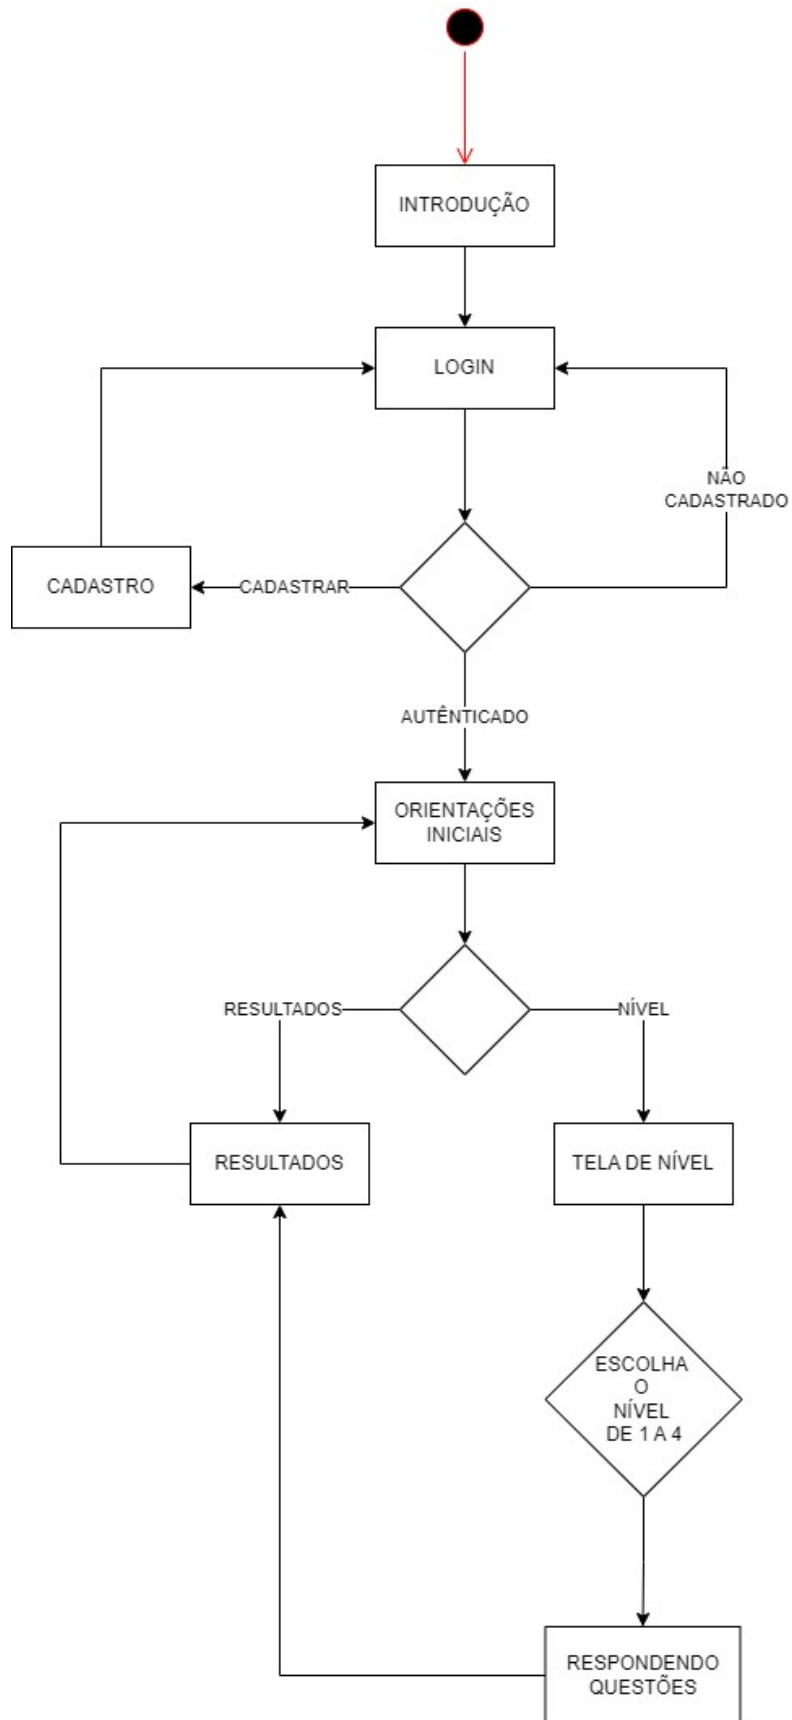 INTRODUÇÃO
LOGIN
NÃO
CADASTRADO
CADASTRO
CADASTRAR
AUTÊNTICADO
ORIENTAÇÕES
INICIAIS
RESULTADOS
NÍVEL
RESULTADOS
TELA DE NÍVEL
ESCOLHA
O
NÍVEL
DE 1 A 4
RESPONDENDO
QUESTÕES